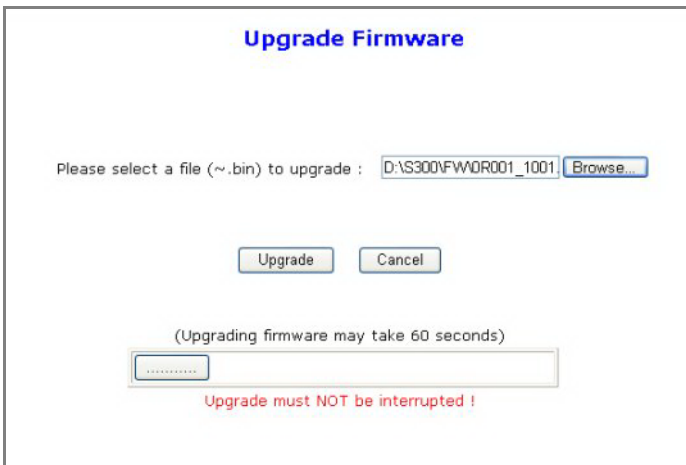 Upgrade Firmware
Please select a file (~.bin) to upgrade : D:\S300\FW\0R001_1001. Browse...
Upgrade Cancel
(Upgrading firmware may take 60 seconds)
...........
Upgrade must NOT be interrupted !